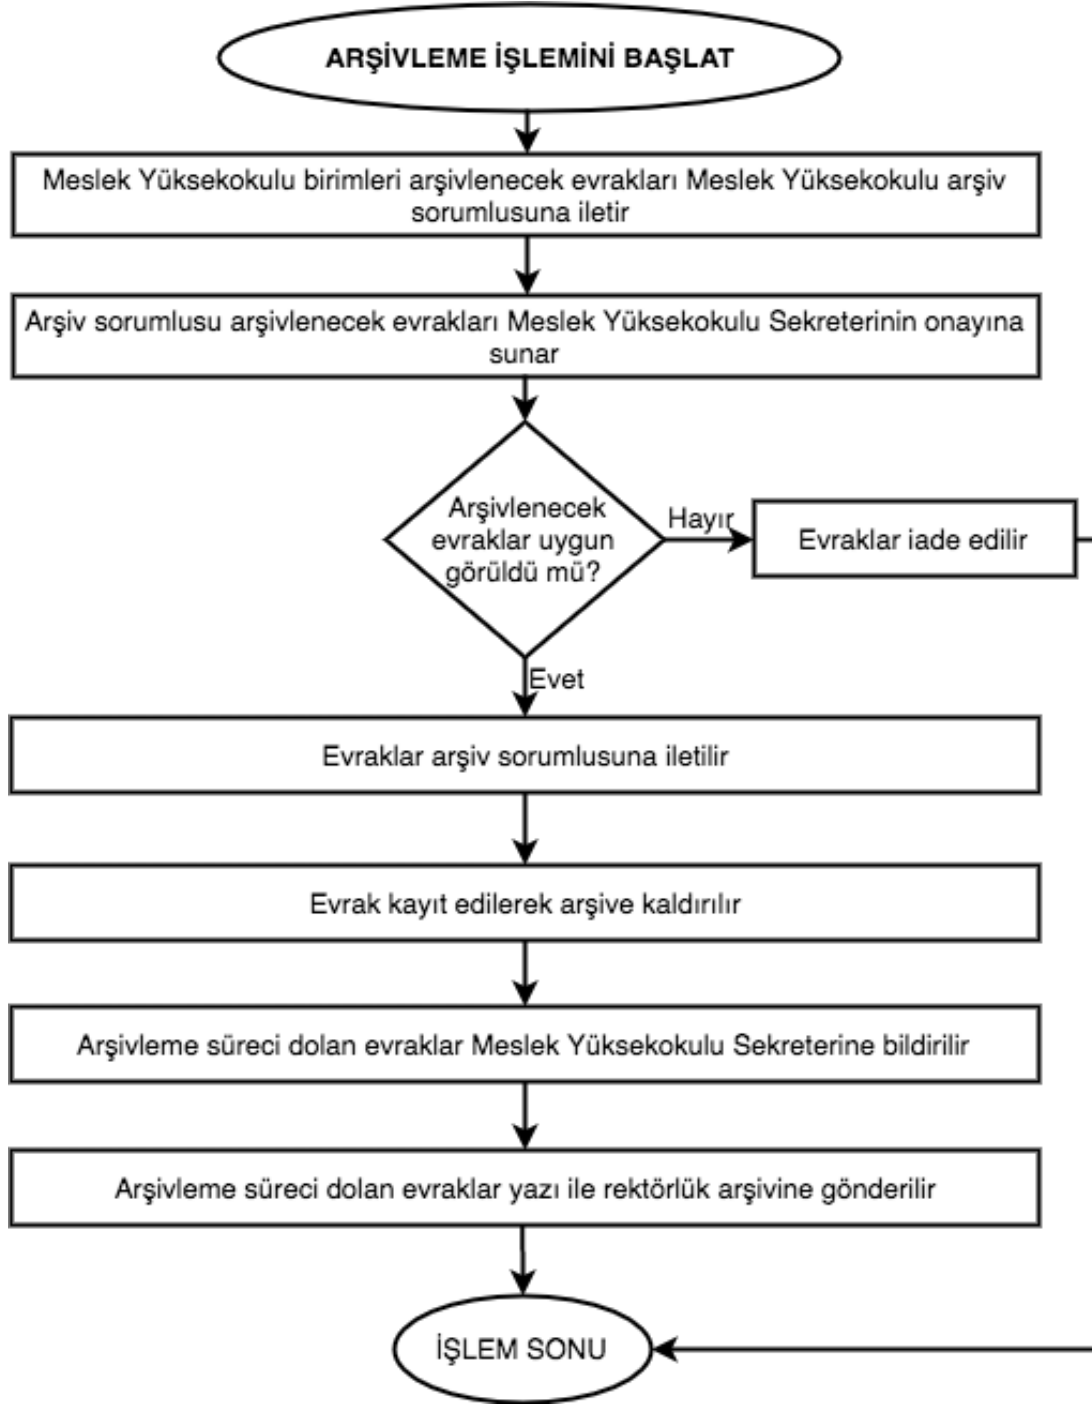 ARŞİVLEME İŞLEMİNİ BAŞLAT
Meslek Yüksekokulu birimleri arşivlenecek evrakları Meslek Yüksekokulu arşiv
sorumlusuna iletir
Arşiv sorumlusu arşivlenecek evrakları Meslek Yüksekokulu Sekreterinin onayına
sunar
Arşivlenecek
evraklar uygun
görüldü mü?
Hayır
Evraklar iade edilir
Evet
Evraklar arşiv sorumlusuna iletilir
Evrak kayıt edilerek arşive kaldırılır
Arşivleme süreci dolan evraklar Meslek Yüksekokulu Sekreterine bildirilir
Arşivleme süreci dolan evraklar yazı ile rektörlük arşivine gönderilir
İŞLEM SONU